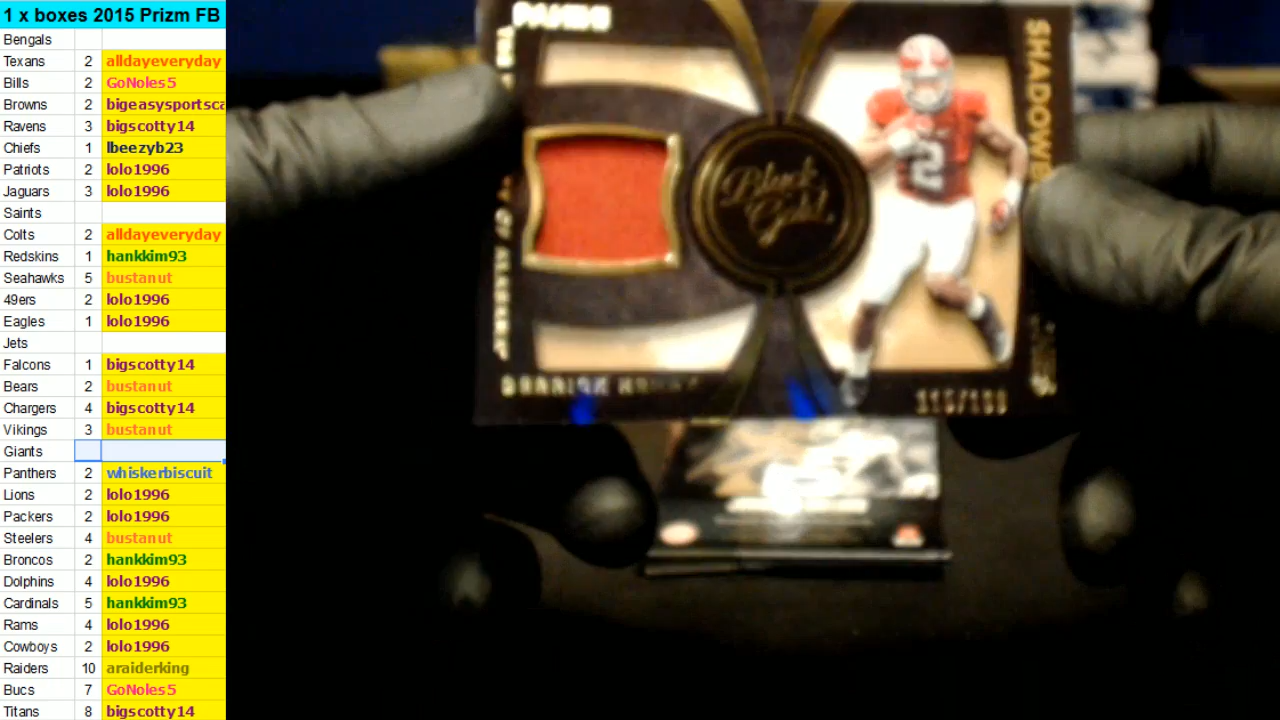 1 x boxes 2015 Prizm FB
Bengals
Texans 2 alldayeveryday
Bills 2 GoNoles5
Browns 2 bigeasysportsca
Ravens 3 bigscotty14
Chiefs 1 lbeezyb23
Patriots 2 lolo1996
Jaguars 3 lolo1996
Saints
Colts 2 alldayeveryday
Redskins 1 hankkim93
Seahawks 5 bustanut
49ers 2 lolo1996
Eagles 1 lolo1996
Jets
Falcons 1 bigscotty14
Bears 2 bustanut
Chargers 4 bigscotty14
Vikings 3 bustanut
Giants
Panthers 2 whiskerbiscuit
Lions 2 lolo1996
Packers 2 lolo1996
Steelers 4 bustanut
Broncos 2 hankkim93
Dolphins 4 lolo1996
Cardinals 5 hankkim93
Rams 4 lolo1996
Cowboys 2 lolo1996
Raiders 10 araiderking
Bucs 7 GoNoles5
Titans 8 bigscotty14
PANINI
Black
Gold
2